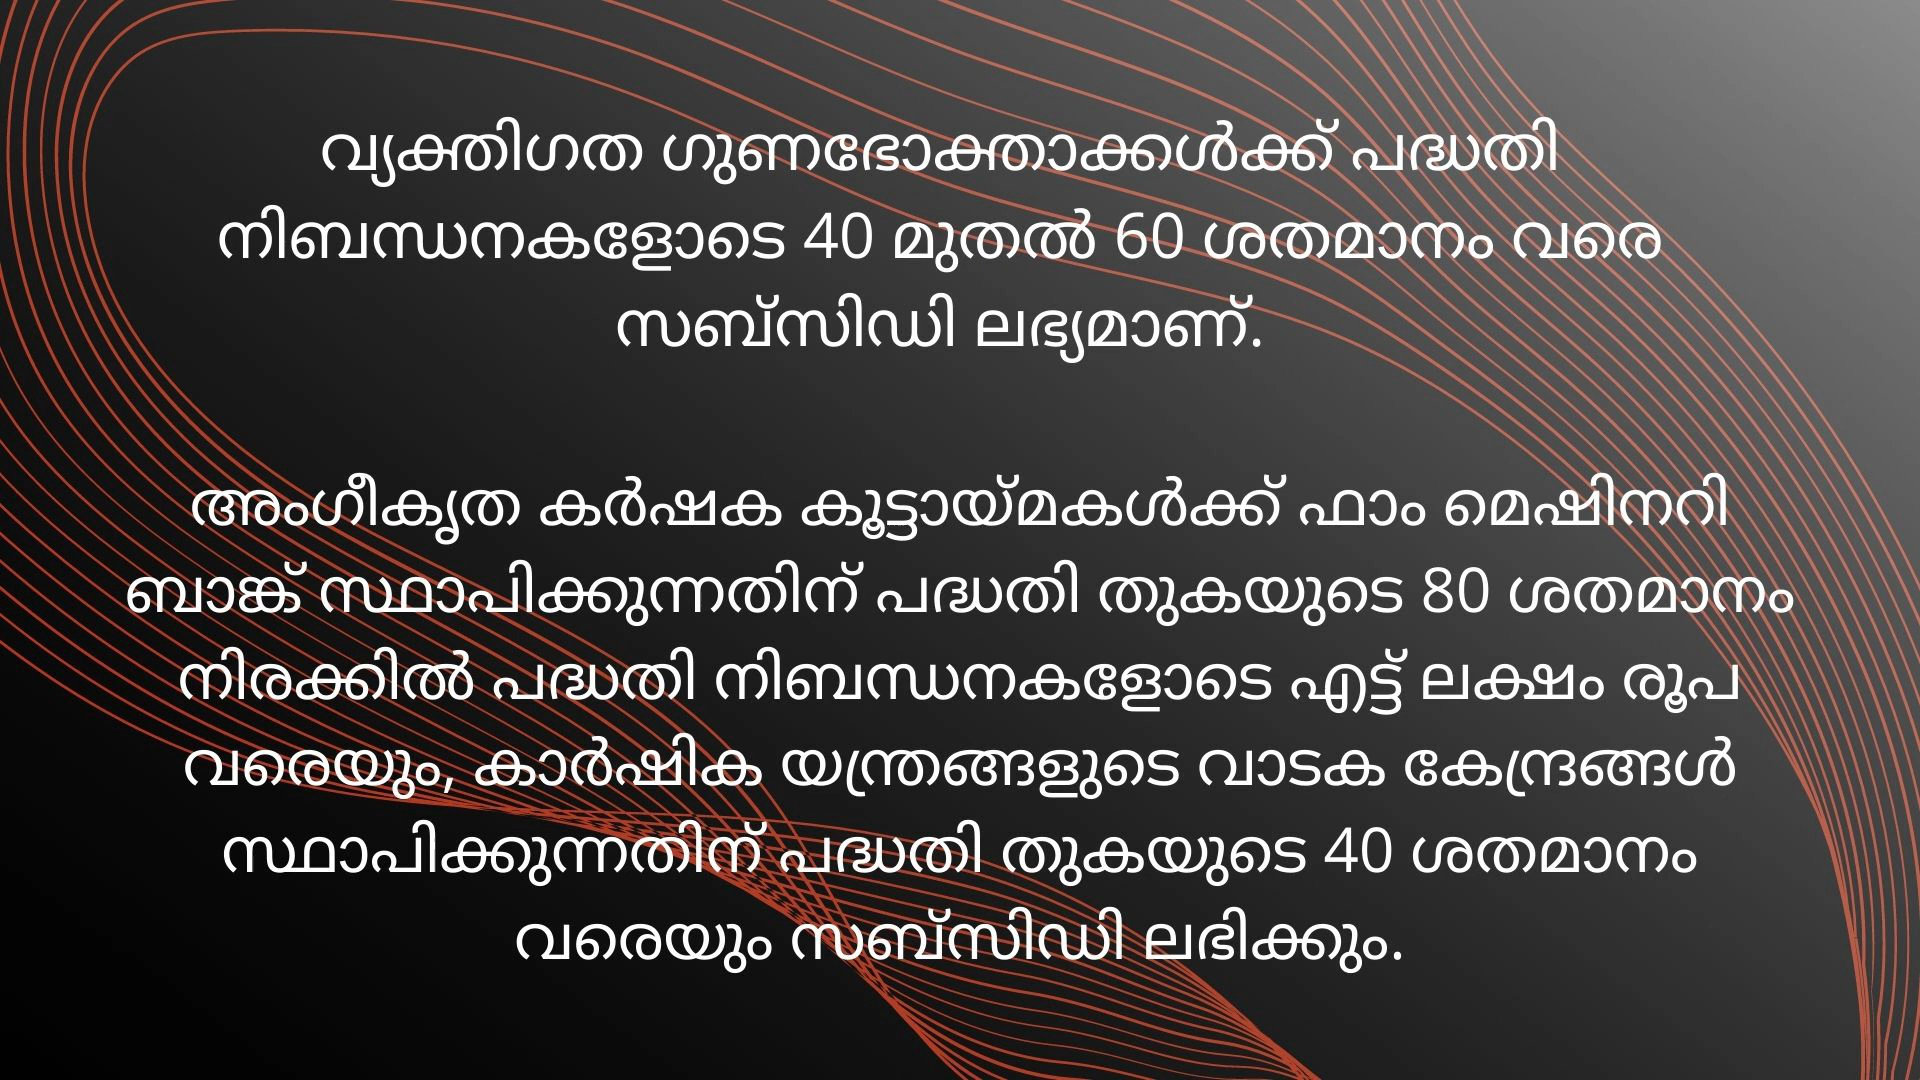 വ്യക്തിഗത ഗുണഭോക്താക്കൾക്ക് പദ്ധതി
നിബന്ധനകളോടെ 40 മുതൽ 60 ശതമാനം വരെ
സബ്സിഡി ലഭ്യമാണ്.
അംഗീകൃത കർഷക കൂട്ടായ്മകൾക്ക് ഫാം മെഷിനറി
ബാങ്ക് സ്ഥാപിക്കുന്നതിന് പദ്ധതി തുകയുടെ 80 ശതമാനം
നിരക്കിൽ പദ്ധതി നിബന്ധനകളോടെ എട്ട് ലക്ഷം രൂപ
വരെയും, കാർഷിക യന്ത്രങ്ങളുടെ വാടക കേന്ദ്രങ്ങൾ
സ്ഥാപിക്കുന്നതിന് പദ്ധതി തുകയുടെ 40 ശതമാനം
വരെയും സബ്സിഡി ലഭിക്കും.